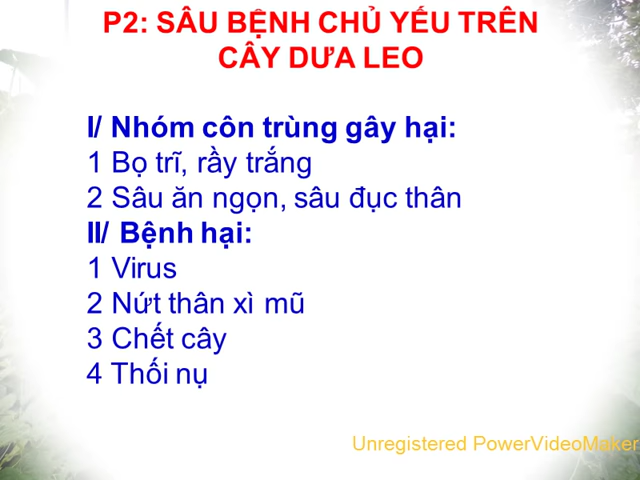 P2: SÂU BỆNH CHỦ YẾU TRÊN
CÂY DƯA LEO
I/ Nhóm côn trùng gây hại:
1 Bọ trĩ, rầy trắng
2 Sâu ăn ngọn, sâu đục thân
II/ Bệnh hại:
1 Virus
2 Nứt thân xì mũ
3 Chết cây
4 Thối nụ
Unregistered PowerVideoMaker